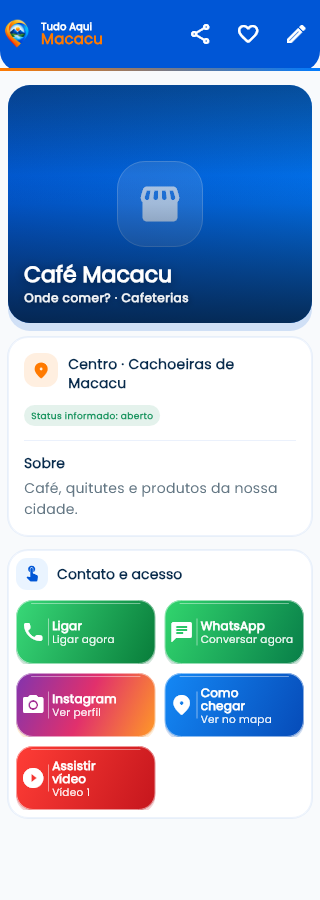 Tudo Aqui
Macacu
Café Macacu
Onde comer? · Cafeterias
Centro · Cachoeiras de
Macacu
Status informado: aberto
Sobre
Café, quitutes e produtos da nossa
cidade.
Contato e acesso
Ligar
Ligar agora
WhatsApp
Conversar agora
Instagram
Ver perfil
Como
chegar
Ver no mapa
Assistir
vídeo
Vídeo 1